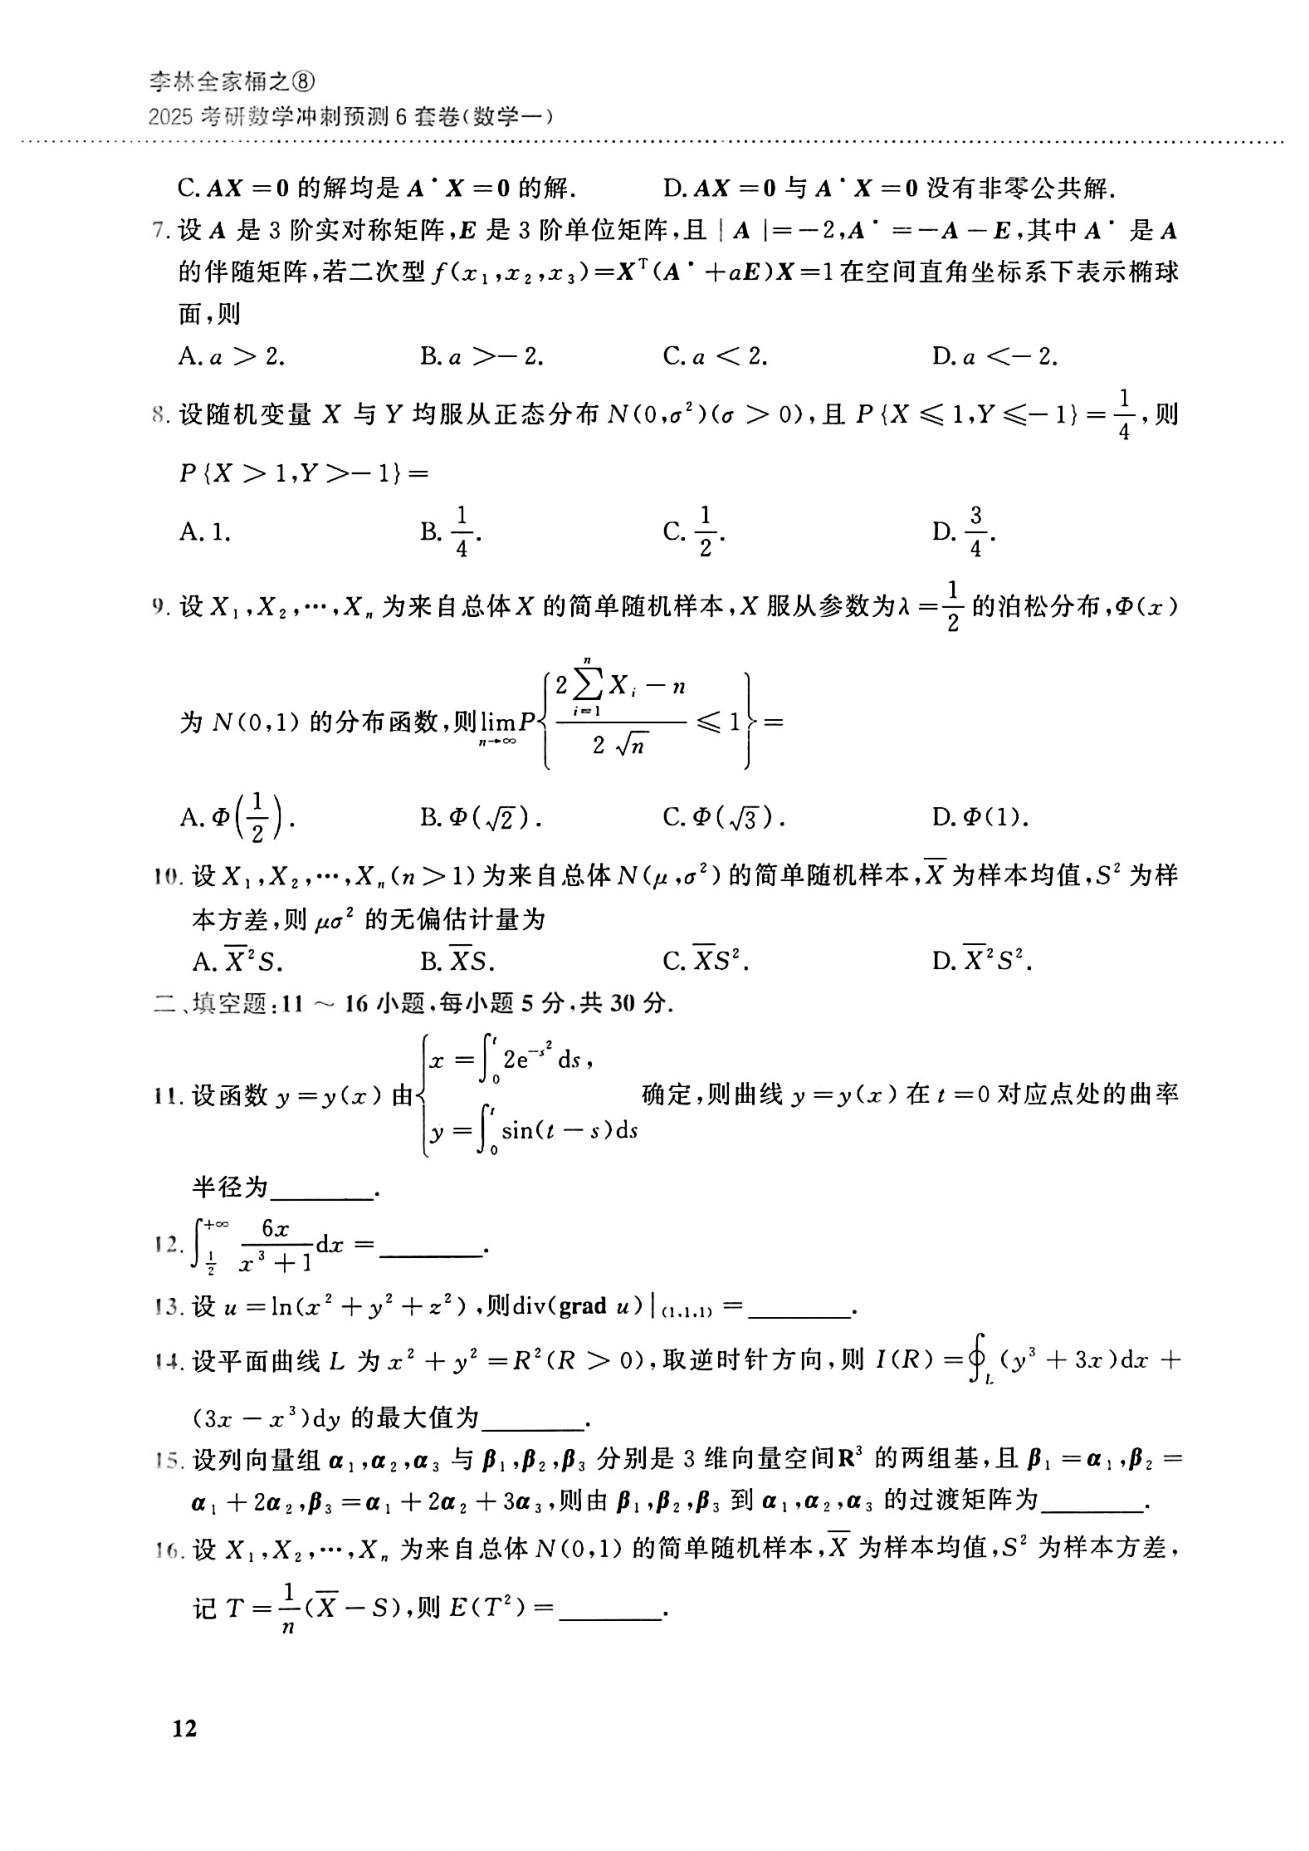 李林全家桶之⑧
2025 考研数学冲刺预测 6 套卷(数学一)
C. AX=0 的解均是 A*X=0 的解. D. AX=0 与 A*X=0 没有非零公共解.
7. 设 A 是 3 阶实对称矩阵,E 是 3 阶单位矩阵,且 |A|=-2,A*=-A-E,其中 A* 是 A
的伴随矩阵,若二次型 f(x₁,x₂,x₃)=Xᵀ(A*+aE)X=1 在空间直角坐标系下表示椭球
面,则
A. a>2. B. a>-2. C. a<2. D. a<-2.
8. 设随机变量 X 与 Y 均服从正态分布 N(0,σ²)(σ>0),且 P{X≤1,Y≤-1}=1/4,则
P{X>1,Y>-1}=
A. 1. B. 1/4. C. 1/2. D. 3/4.
9. 设 X₁,X₂,⋯,Xₙ 为来自总体 X 的简单随机样本,X 服从参数为 λ=1/2 的泊松分布,Φ(x)
为 N(0,1) 的分布函数,则 lim_{n→∞} P{(2∑_{i=1}^{n} X_i - n)/(2√n) ≤ 1}=
A. Φ(1/2). B. Φ(√2). C. Φ(√3). D. Φ(1).
10. 设 X₁,X₂,⋯,Xₙ(n>1) 为来自总体 N(μ,σ²) 的简单随机样本,X̄ 为样本均值,S² 为样
本方差,则 μσ² 的无偏估计量为
A. X̄²S. B. X̄S. C. X̄S². D. X̄²S².
二、填空题:11～16 小题,每小题 5 分,共 30 分.
11. 设函数 y=y(x) 由 { x=∫₀ᵗ 2e^{-s²}ds, y=∫₀ᵗ sin(t-s)ds 确定,则曲线 y=y(x) 在 t=0 对应点处的曲率
半径为________.
12. ∫_{1/2}^{+∞} 6x/(x³+1) dx=________.
13. 设 u=ln(x²+y²+z²),则 div(grad u)|₍₁,₁,₁₎=________.
14. 设平面曲线 L 为 x²+y²=R²(R>0),取逆时针方向,则 I(R)=∮_L (y³+3x)dx+
(3x-x³)dy 的最大值为________.
15. 设列向量组 α₁,α₂,α₃ 与 β₁,β₂,β₃ 分别是 3 维向量空间 R³ 的两组基,且 β₁=α₁,β₂=
α₁+2α₂,β₃=α₁+2α₂+3α₃,则由 β₁,β₂,β₃ 到 α₁,α₂,α₃ 的过渡矩阵为________.
16. 设 X₁,X₂,⋯,Xₙ 为来自总体 N(0,1) 的简单随机样本,X̄ 为样本均值,S² 为样本方差,
记 T=1/n(X̄-S),则 E(T²)=________.
12